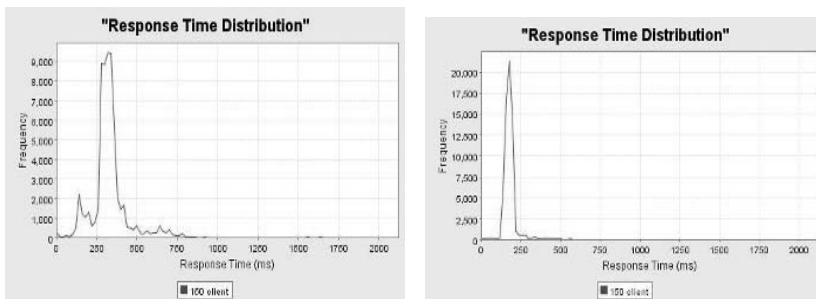 "Response Time Distribution"
9,000
8,000
7,000
6,000
5,000
4,000
3,000
2,000
1,000
0
Frequency
0 250 500 750 1000 1250 1500 1750 2000
Response Time (ms)
150 client
"Response Time Distribution"
20,000
17,500
15,000
12,500
10,000
7,500
5,000
2,500
0
Frequency
0 250 500 750 1000 1250 1500 1750 2000
Response Time (ms)
150 client